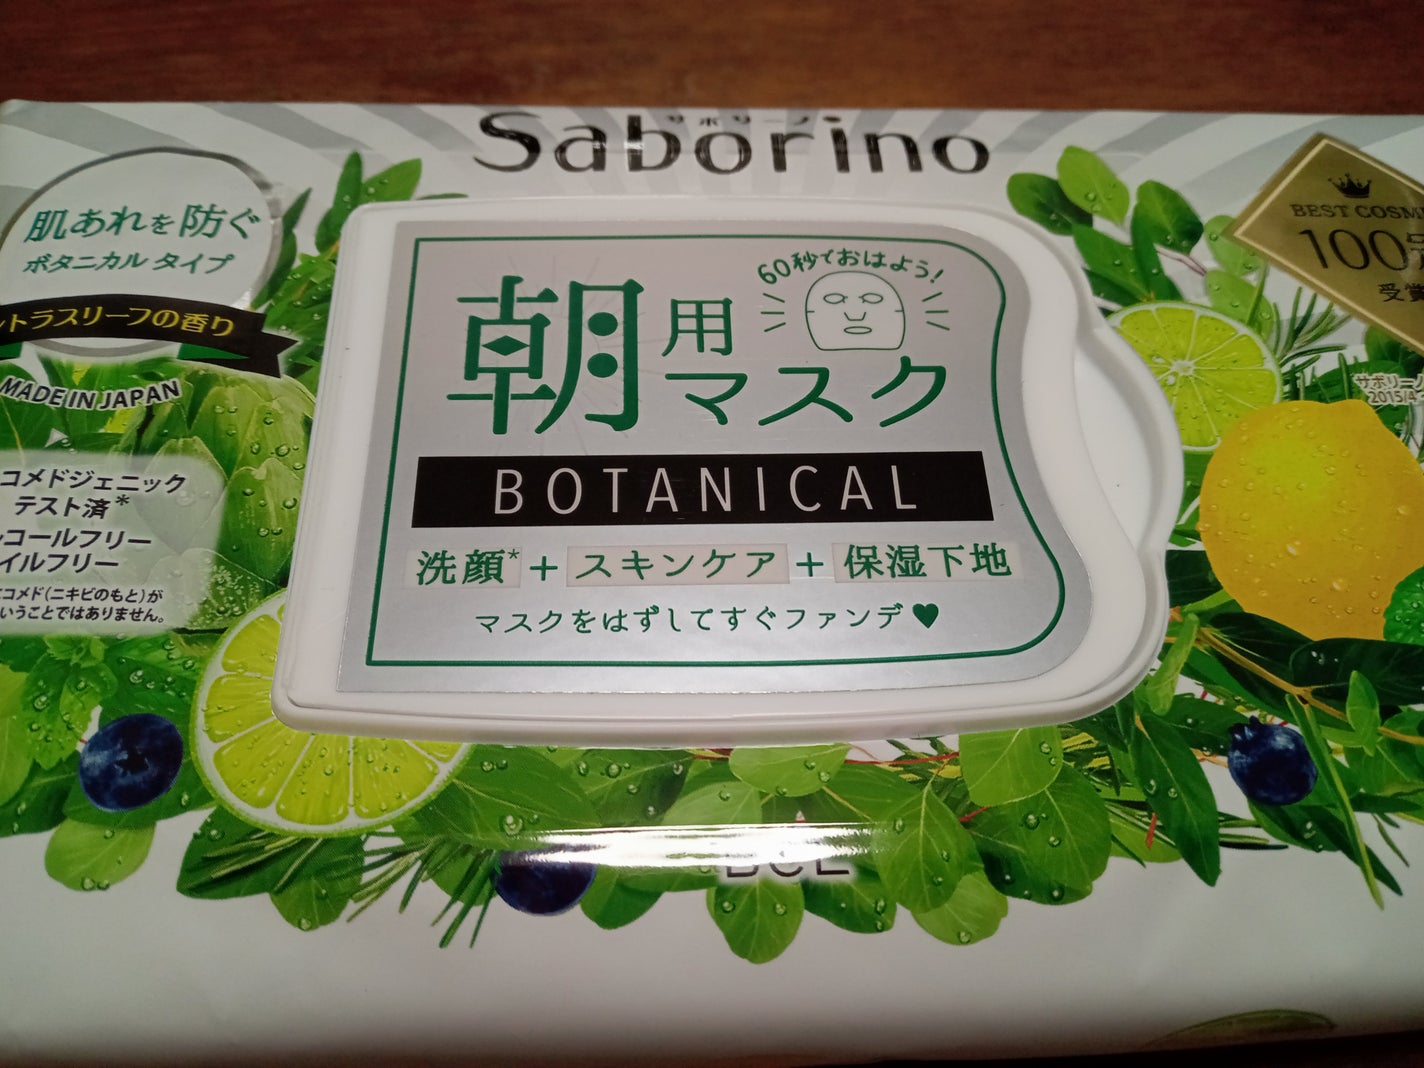 サボリーノ
Saborino
肌あれを防ぐ
ボタニカル タイプ
トラスリーフの香り
MADE IN JAPAN
コメドジェニック
テスト済*
コールフリー
イルフリー
コメド(ニキビのもと)が
いうことではありません。
60秒でおはよう!
朝用
マスク
BOTANICAL
洗顔* + スキンケア + 保湿下地
マスクをはずしてすぐファンデ♥
BEST COSM
100
受賞
サボリー
2015/4
BCL